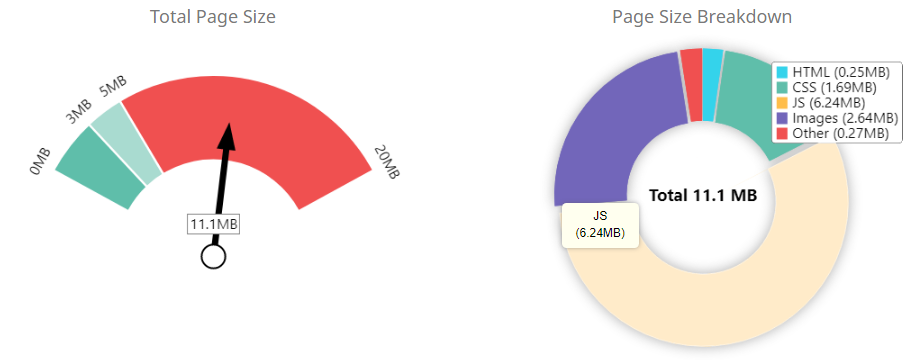 Total Page Size
0MB
3MB
5MB
20MB
11.1MB
Page Size Breakdown
HTML (0.25MB)
CSS (1.69MB)
JS (6.24MB)
Images (2.64MB)
Other (0.27MB)
Total 11.1 MB
JS
(6.24MB)